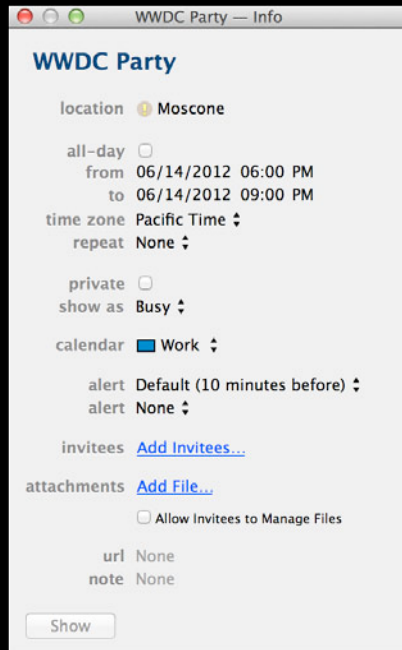 WWDC Party — Info
WWDC Party
location Moscone
all-day
from 06/14/2012 06:00 PM
to 06/14/2012 09:00 PM
time zone Pacific Time
repeat None
private
show as Busy
calendar Work
alert Default (10 minutes before)
alert None
invitees Add Invitees...
attachments Add File...
Allow Invitees to Manage Files
url None
note None
Show